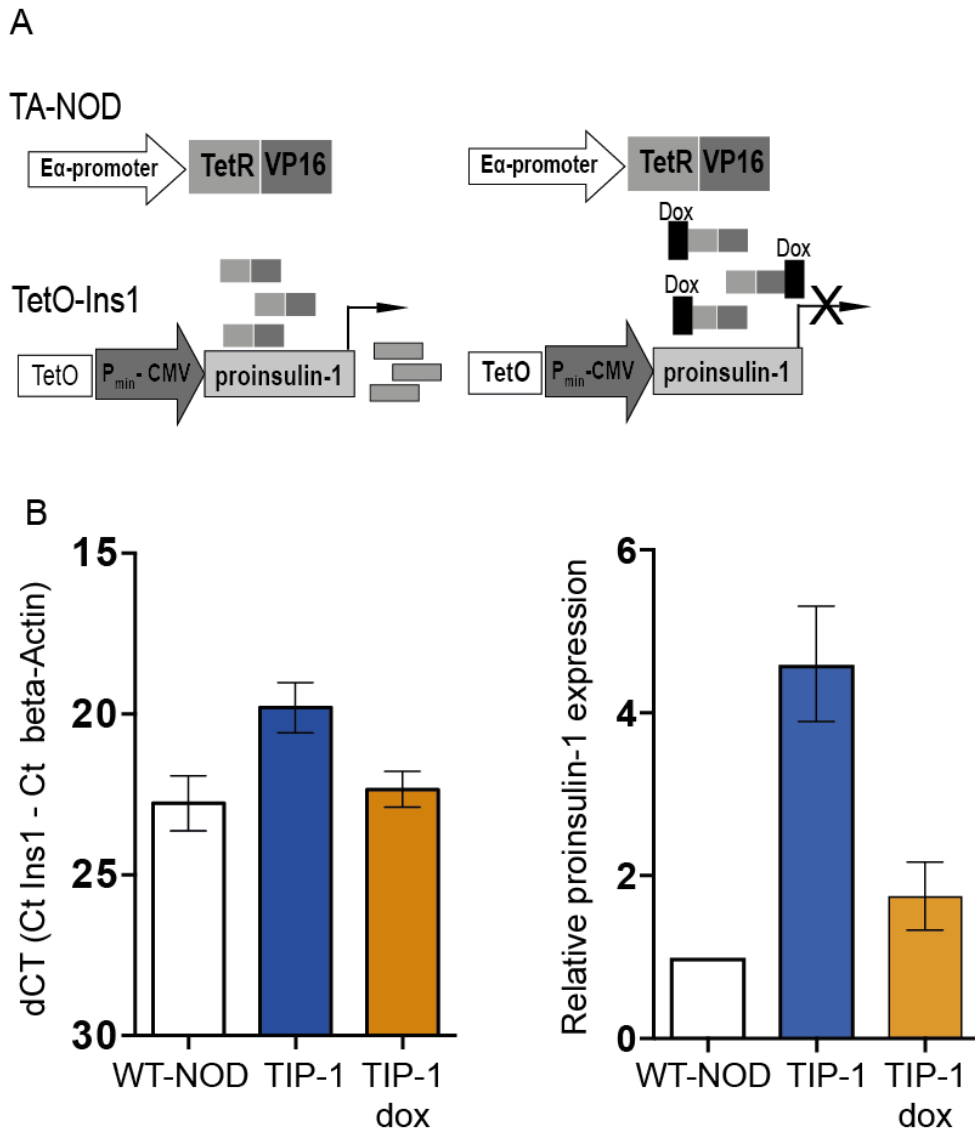 A
TA-NOD
Eα-promoter TetR VP16
Eα-promoter TetR VP16
Dox
Dox
Dox
TetO-Ins1
X
TetO Pmin- CMV proinsulin-1
TetO Pmin- CMV proinsulin-1
B
dCT (Ct Ins1 - Ct beta-Actin)
15
20
25
30
WT-NOD TIP-1 TIP-1
dox
Relative proinsulin-1 expression
6
4
2
0
WT-NOD TIP-1 TIP-1
dox